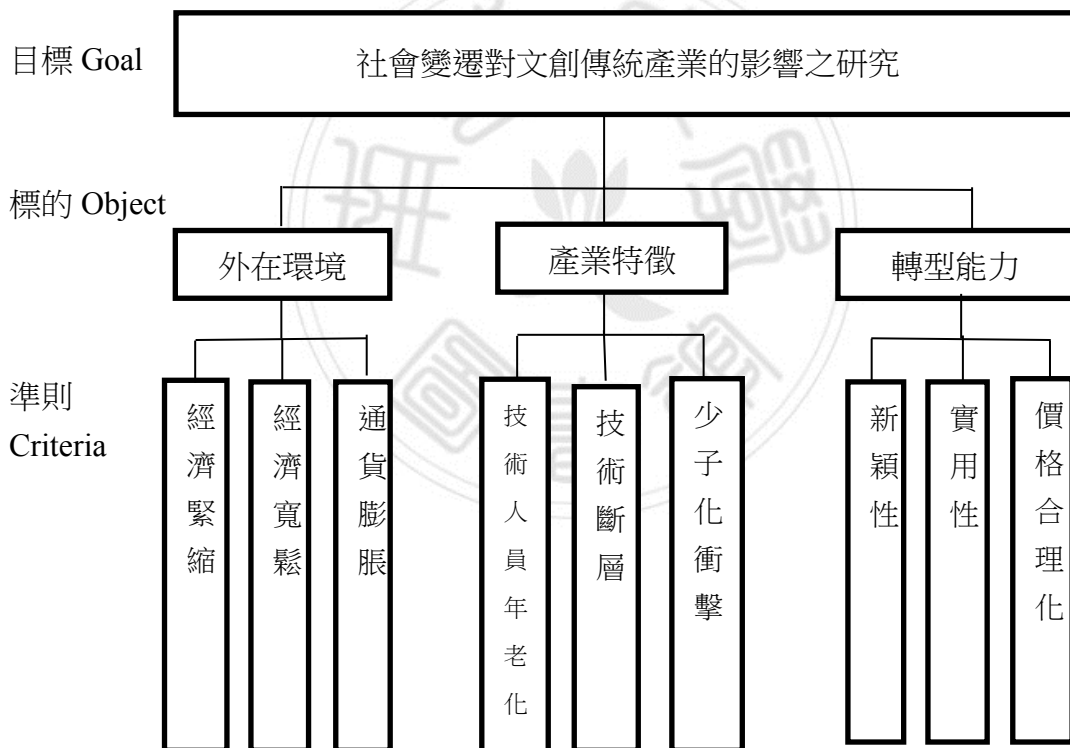 目標 Goal
社會變遷對文創傳統產業的影響之研究
標的 Object
外在環境
產業特徵
轉型能力
準則
Criteria
經濟緊縮
經濟寬鬆
通貨膨脹
技術人員年老化
技術斷層
少子化衝擊
新穎性
實用性
價格合理化